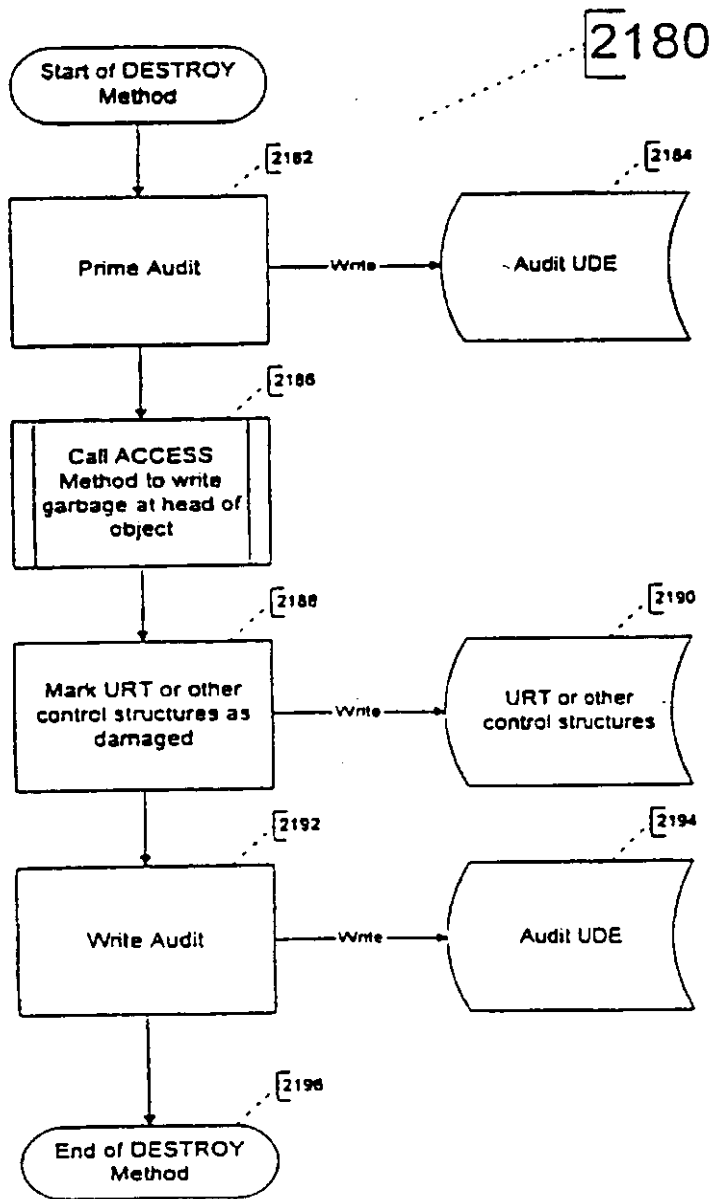 2180
Start of DESTROY
Method
2182
2184
Prime Audit
Write
Audit UDE
2186
Call ACCESS
Method to write
garbage at head of
object
2188
2190
Mark URT or other
control structures as
damaged
Write
URT or other
control structures
2192
2194
Write Audit
Write
Audit UDE
2196
End of DESTROY
Method